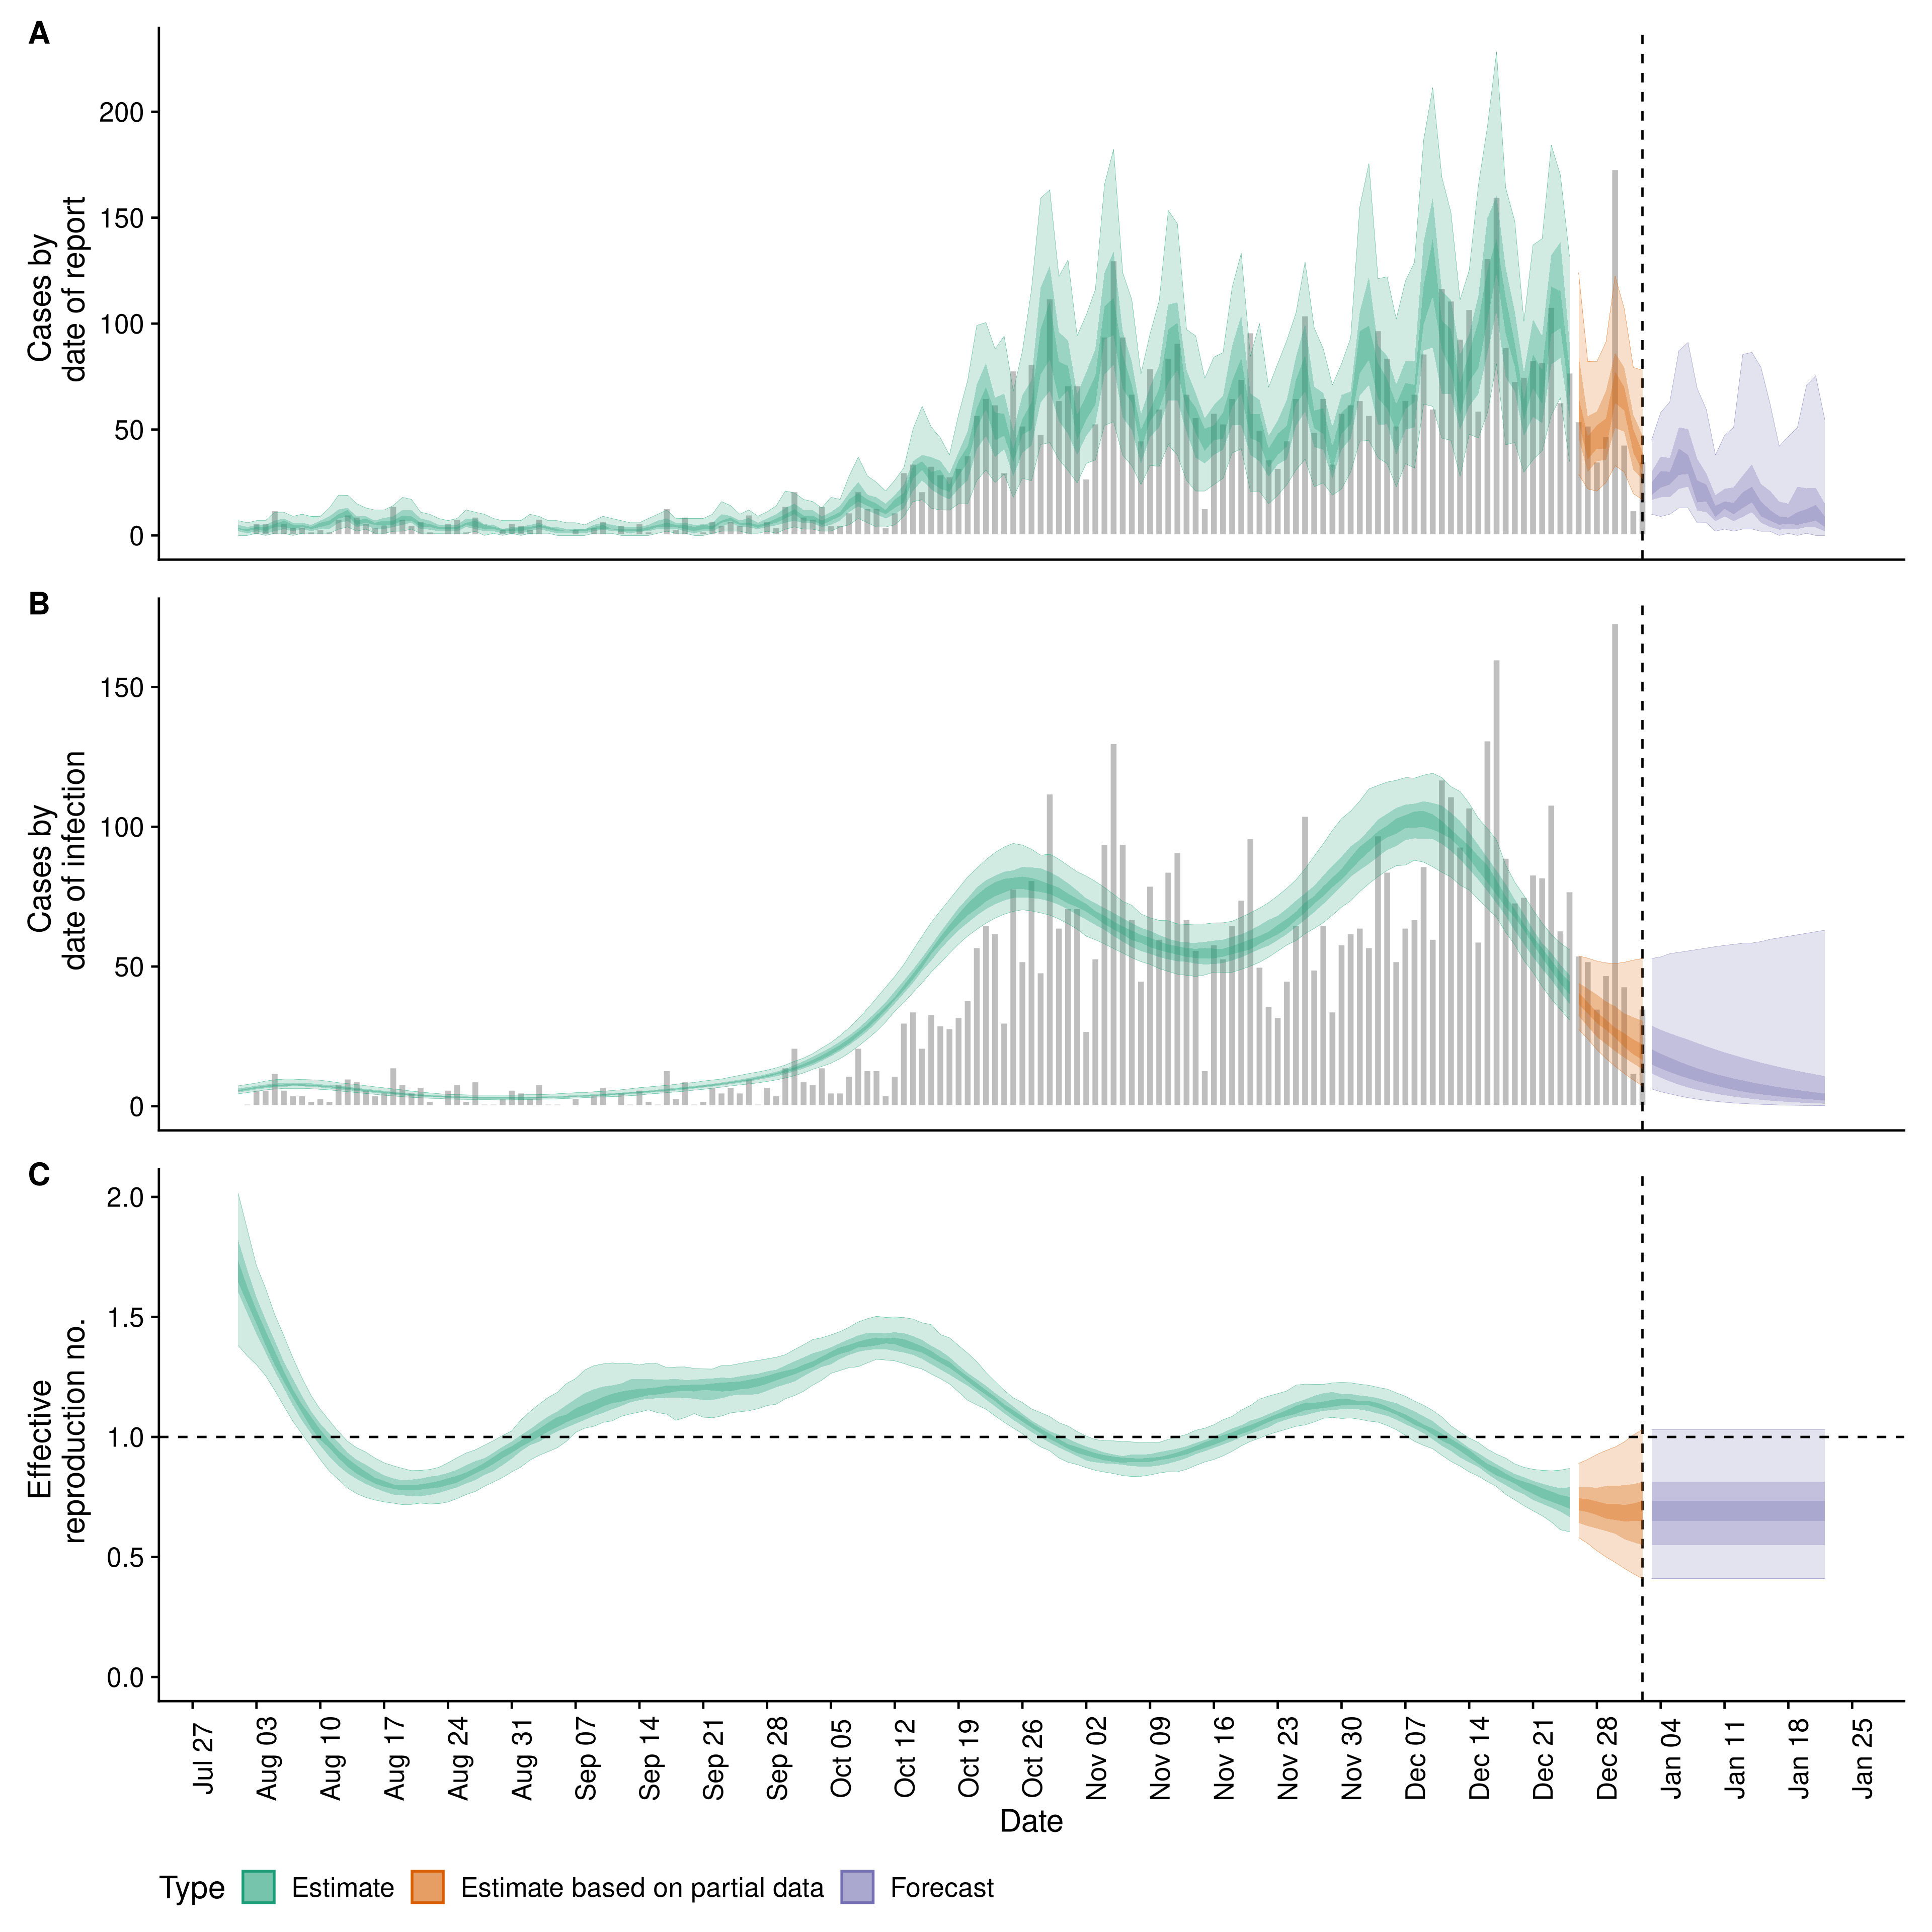 A
Cases by
date of report
200
150
100
50
0
B
Cases by
date of infection
150
100
50
0
C
Effective
reproduction no.
2.0
1.5
1.0
0.5
0.0
Jul 27
Aug 03
Aug 10
Aug 17
Aug 24
Aug 31
Sep 07
Sep 14
Sep 21
Sep 28
Oct 05
Oct 12
Oct 19
Oct 26
Nov 02
Nov 09
Nov 16
Nov 23
Nov 30
Dec 07
Dec 14
Dec 21
Dec 28
Jan 04
Jan 11
Jan 18
Jan 25
Date
Type Estimate Estimate based on partial data Forecast